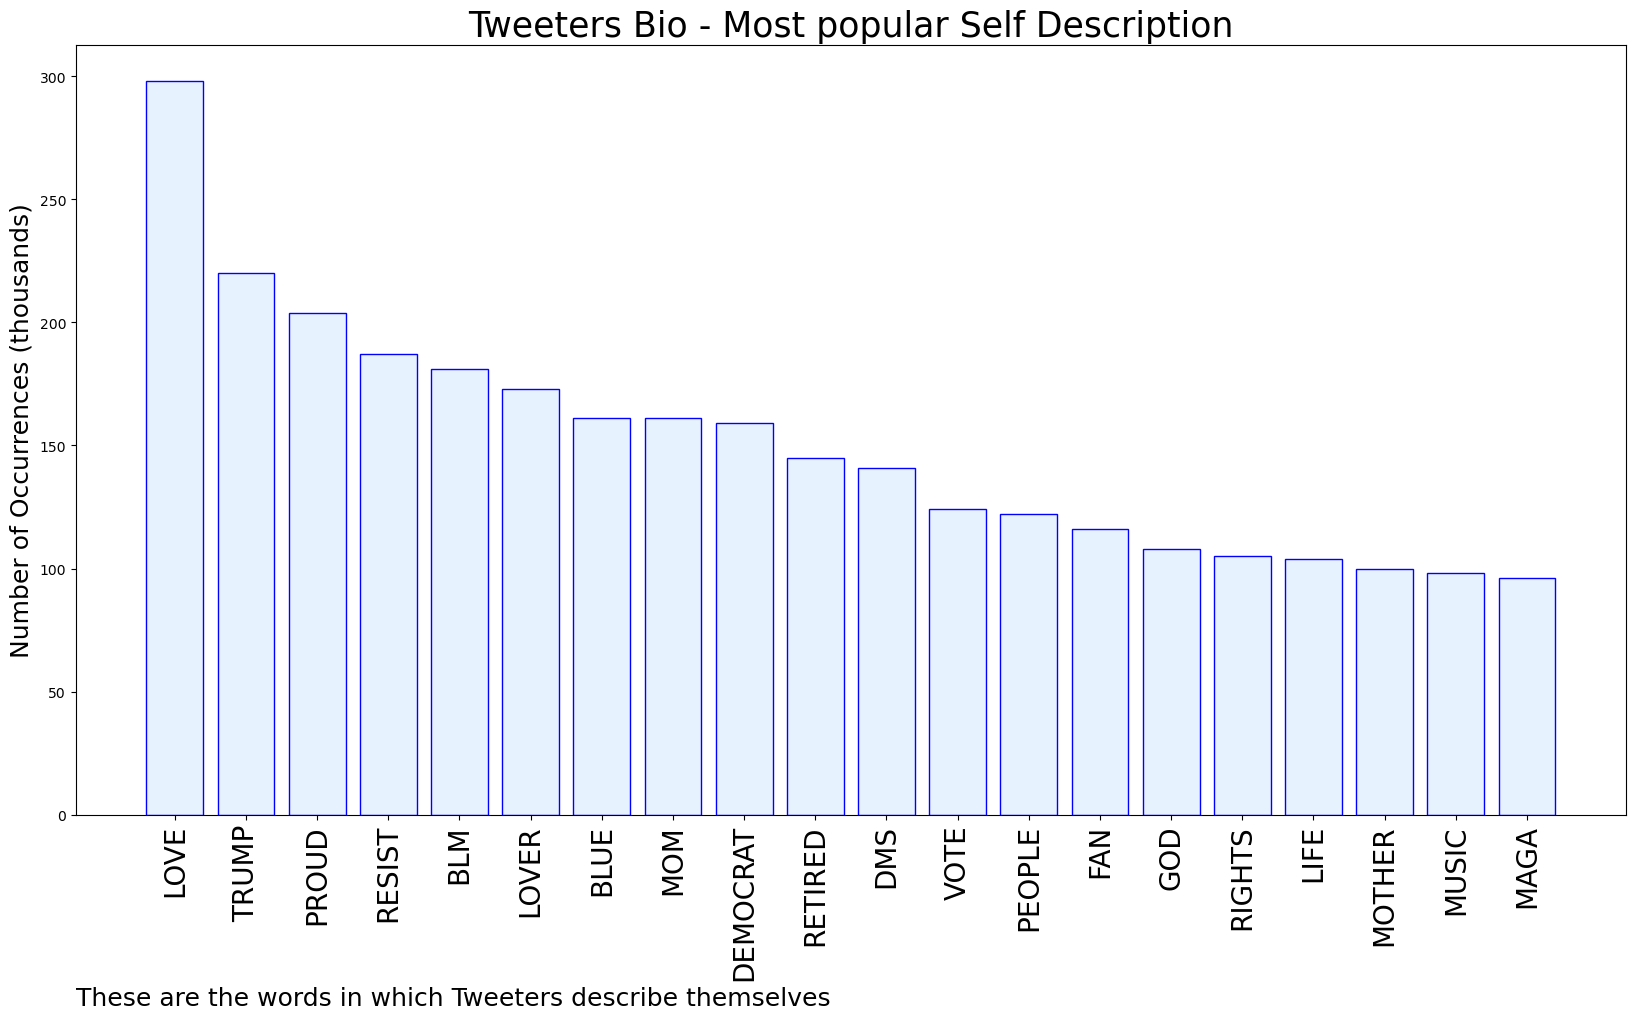 Tweeters Bio - Most popular Self Description
Number of Occurrences (thousands)
300
250
200
150
100
50
0
LOVE
TRUMP
PROUD
RESIST
BLM
LOVER
BLUE
MOM
DEMOCRAT
RETIRED
DMS
VOTE
PEOPLE
FAN
GOD
RIGHTS
LIFE
MOTHER
MUSIC
MAGA
These are the words in which Tweeters describe themselves